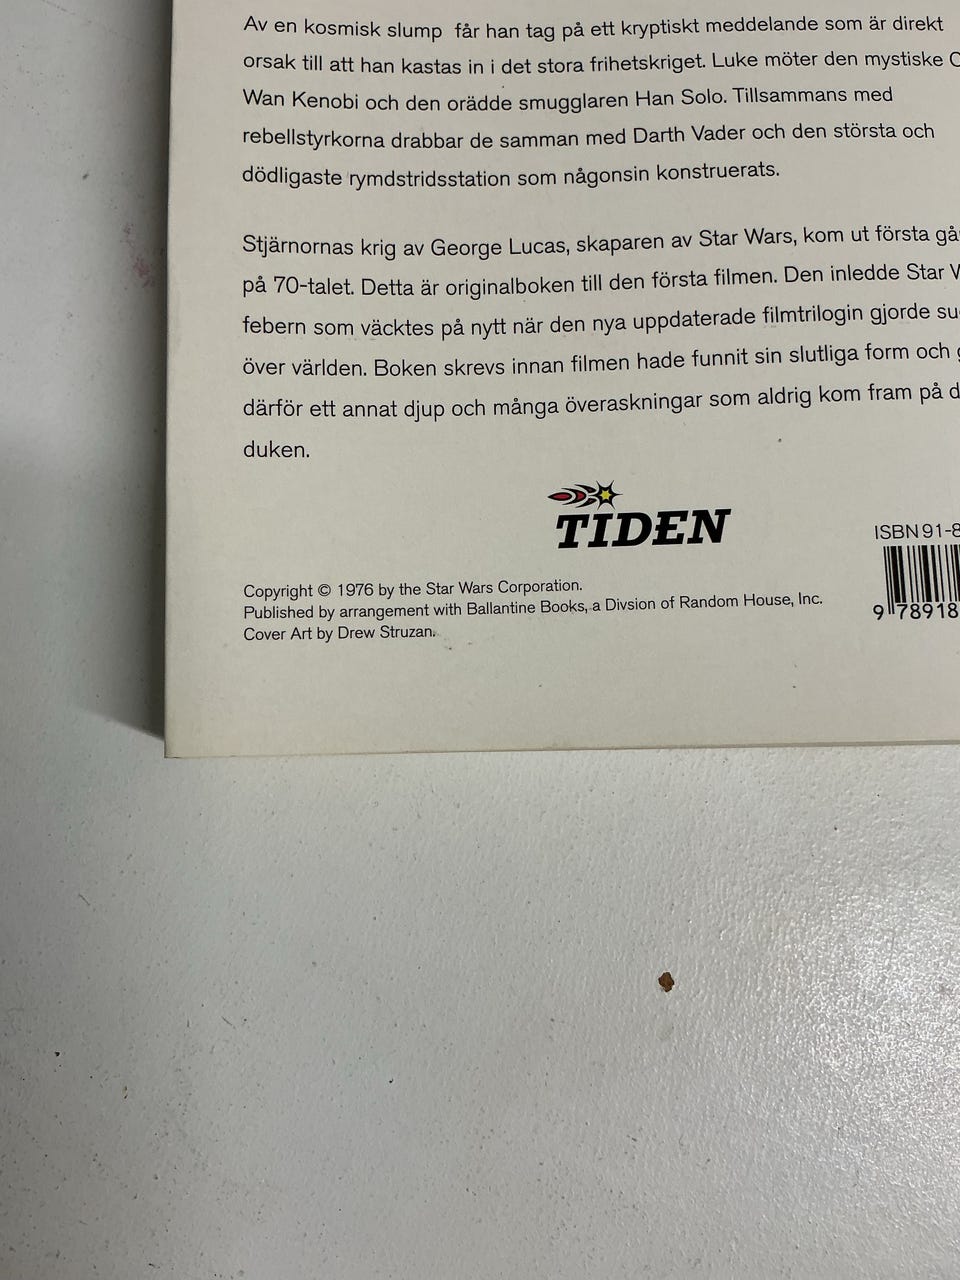 Av en kosmisk slump får han tag på ett kryptiskt meddelande som är direkt
orsak till att han kastas in i det stora frihetskriget. Luke möter den mystiske
Wan Kenobi och den orädde smugglaren Han Solo. Tillsammans med
rebellstyrkorna drabbar de samman med Darth Vader och den största och
dödligaste rymdstridsstation som någonsin konstruerats.
Stjärnornas krig av George Lucas, skaparen av Star Wars, kom ut första
på 70-talet. Detta är originalboken till den första filmen. Den inledde Star
febern som väcktes på nytt när den nya uppdaterade filmtrilogin gjorde
över världen. Boken skrevs innan filmen hade funnit sin slutliga form och
därför ett annat djup och många överaskningar som aldrig kom fram på
duken.
TIDEN
ISBN 91-8
9 78918
Copyright © 1976 by the Star Wars Corporation.
Published by arrangement with Ballantine Books, a Divsion of Random House, Inc.
Cover Art by Drew Struzan.